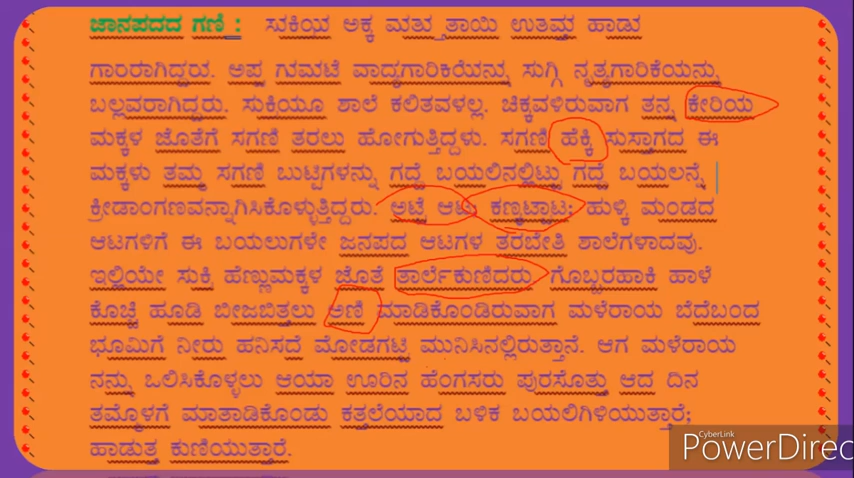 ಜಾನಪದದ ಗಣಿ : ಸುಕಿಯ ಅಕ್ಕ ಮತ್ತು ತಾಯಿ ಉತ್ತಮ ಹಾಡು
ಗಾರರಾಗಿದ್ದರು. ಅಪ್ಪ ಗುಮಟೆ ವಾದ್ಯಗಾರಿಕೆಯನ್ನು ಸುಗ್ಗಿ ನೃತ್ಯಗಾರಿಕೆಯನ್ನು
ಬಲ್ಲವರಾಗಿದ್ದರು. ಸುಕಿಯೂ ಶಾಲೆ ಕಲಿತವಳಲ್ಲ. ಚಿಕ್ಕವಳಿರುವಾಗ ತನ್ನ ಕೇರಿಯ
ಮಕ್ಕಳ ಜೊತೆಗೆ ಸಗಣಿ ತರಲು ಹೋಗುತ್ತಿದ್ದಳು. ಸಗಣಿ ಹೆಕ್ಕಿ ಸುಸ್ತಾಗದ ಈ
ಮಕ್ಕಳು ತಮ್ಮ ಸಗಣಿ ಬುಟ್ಟಿಗಳನ್ನು ಗದ್ದೆ ಬಯಲಿನಲ್ಲಿಟ್ಟು ಗದ್ದೆ ಬಯಲನ್ನೆ
ಕ್ರೀಡಾಂಗಣವನ್ನಾಗಿಸಿಕೊಳ್ಳುತ್ತಿದ್ದರು. ಅಟ್ಟೆ ಆಟ, ಕಣ್ಕಟ್ಟಾಟ; ಹುಳ್ಕಿ ಮಂಡದ
ಆಟಗಳಿಗೆ ಈ ಬಯಲುಗಳೇ ಜನಪದ ಆಟಗಳ ತರಬೇತಿ ಶಾಲೆಗಳಾದವು.
ಇಲ್ಲಿಯೇ ಸುಕ್ರಿ ಹೆಣ್ಣುಮಕ್ಕಳ ಜೊತೆ ತಾರ್ಲೆಕುಣಿದರು ಗೊಬ್ಬರಹಾಕಿ ಹಾಳೆ
ಕೊಚ್ಚಿ ಹೂಡಿ ಬೀಜಬಿತ್ತಲು ಅಣಿ ಮಾಡಿಕೊಂಡಿರುವಾಗ ಮಳೆರಾಯ ಬೆದೆಬಂದ
ಭೂಮಿಗೆ ನೀರು ಹನಿಸದೆ ಮೋಡಗಟ್ಟಿ ಮುನಿಸಿನಲ್ಲಿರುತ್ತಾನೆ. ಆಗ ಮಳೆರಾಯ
ನನ್ನು ಒಲಿಸಿಕೊಳ್ಳಲು ಆಯಾ ಊರಿನ ಹೆಂಗಸರು ಪುರಸೊತ್ತು ಆದ ದಿನ
ತಮ್ಮೊಳಗೆ ಮಾತಾಡಿಕೊಂಡು ಕತ್ತಲೆಯಾದ ಬಳಿಕ ಬಯಲಿಗಿಳಿಯುತ್ತಾರೆ;
ಹಾಡುತ್ತ ಕುಣಿಯುತ್ತಾರೆ.
CyberLink
PowerDirec